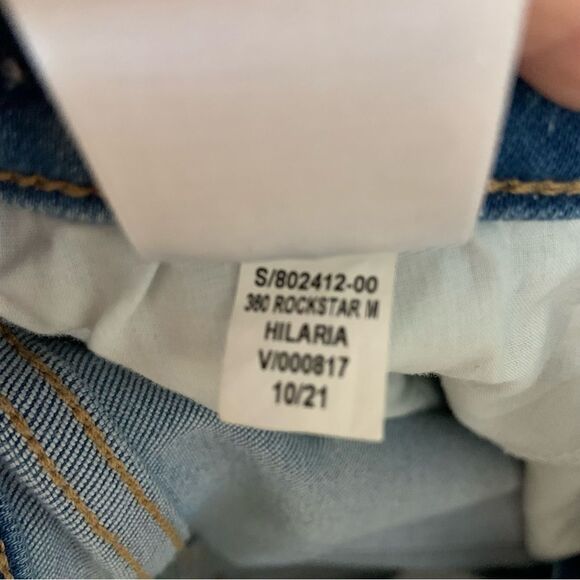 S/802412-00
360 ROCKSTAR M
HILARIA
V/000817
10/21